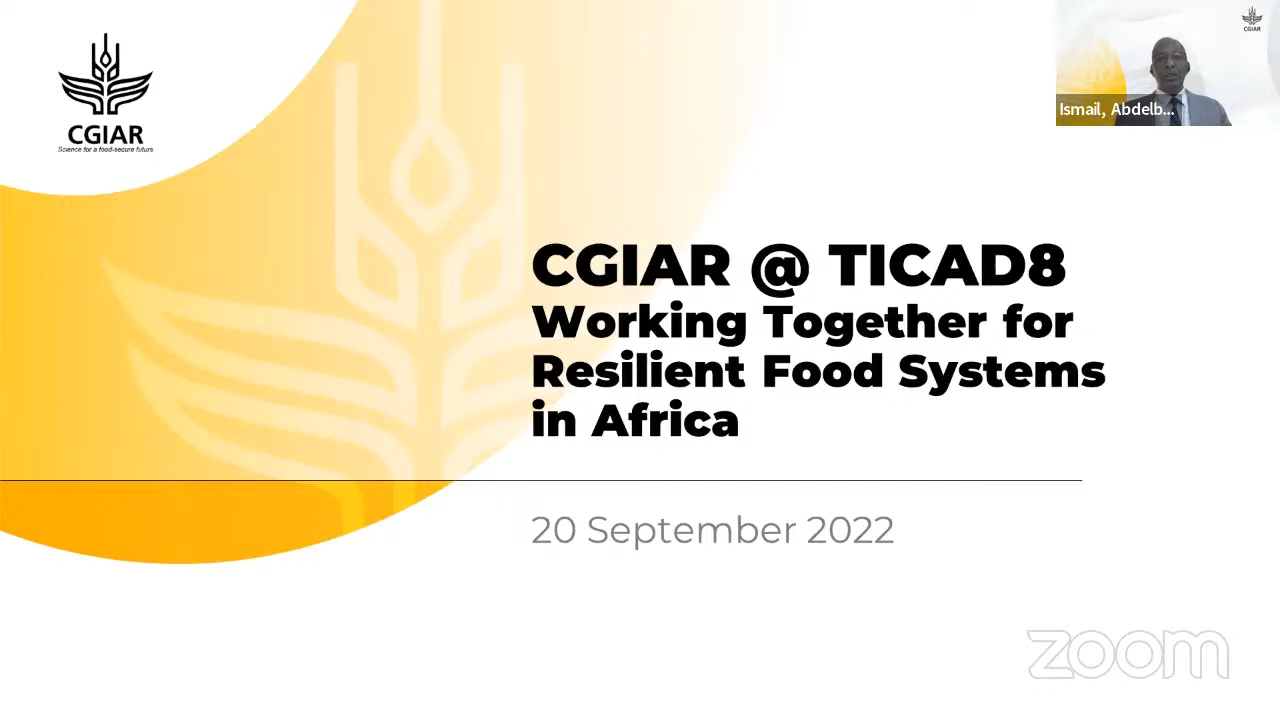 CGIAR
Science for a food-secure future
CGIAR
Ismail, Abdelb...
CGIAR @ TICAD8
Working Together for
Resilient Food Systems
in Africa
20 September 2022
zoom